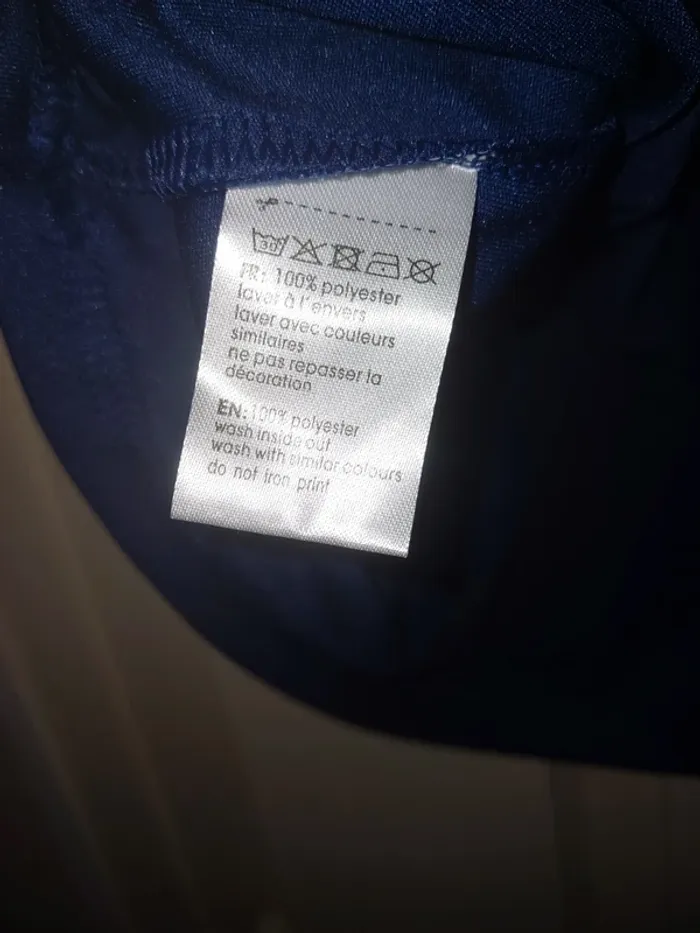 30
FR: 100% polyester
laver à l'envers
laver avec couleurs
similaires
ne pas repasser la
décoration
EN: 100% polyester
wash inside out
wash with similar colours
do not iron print